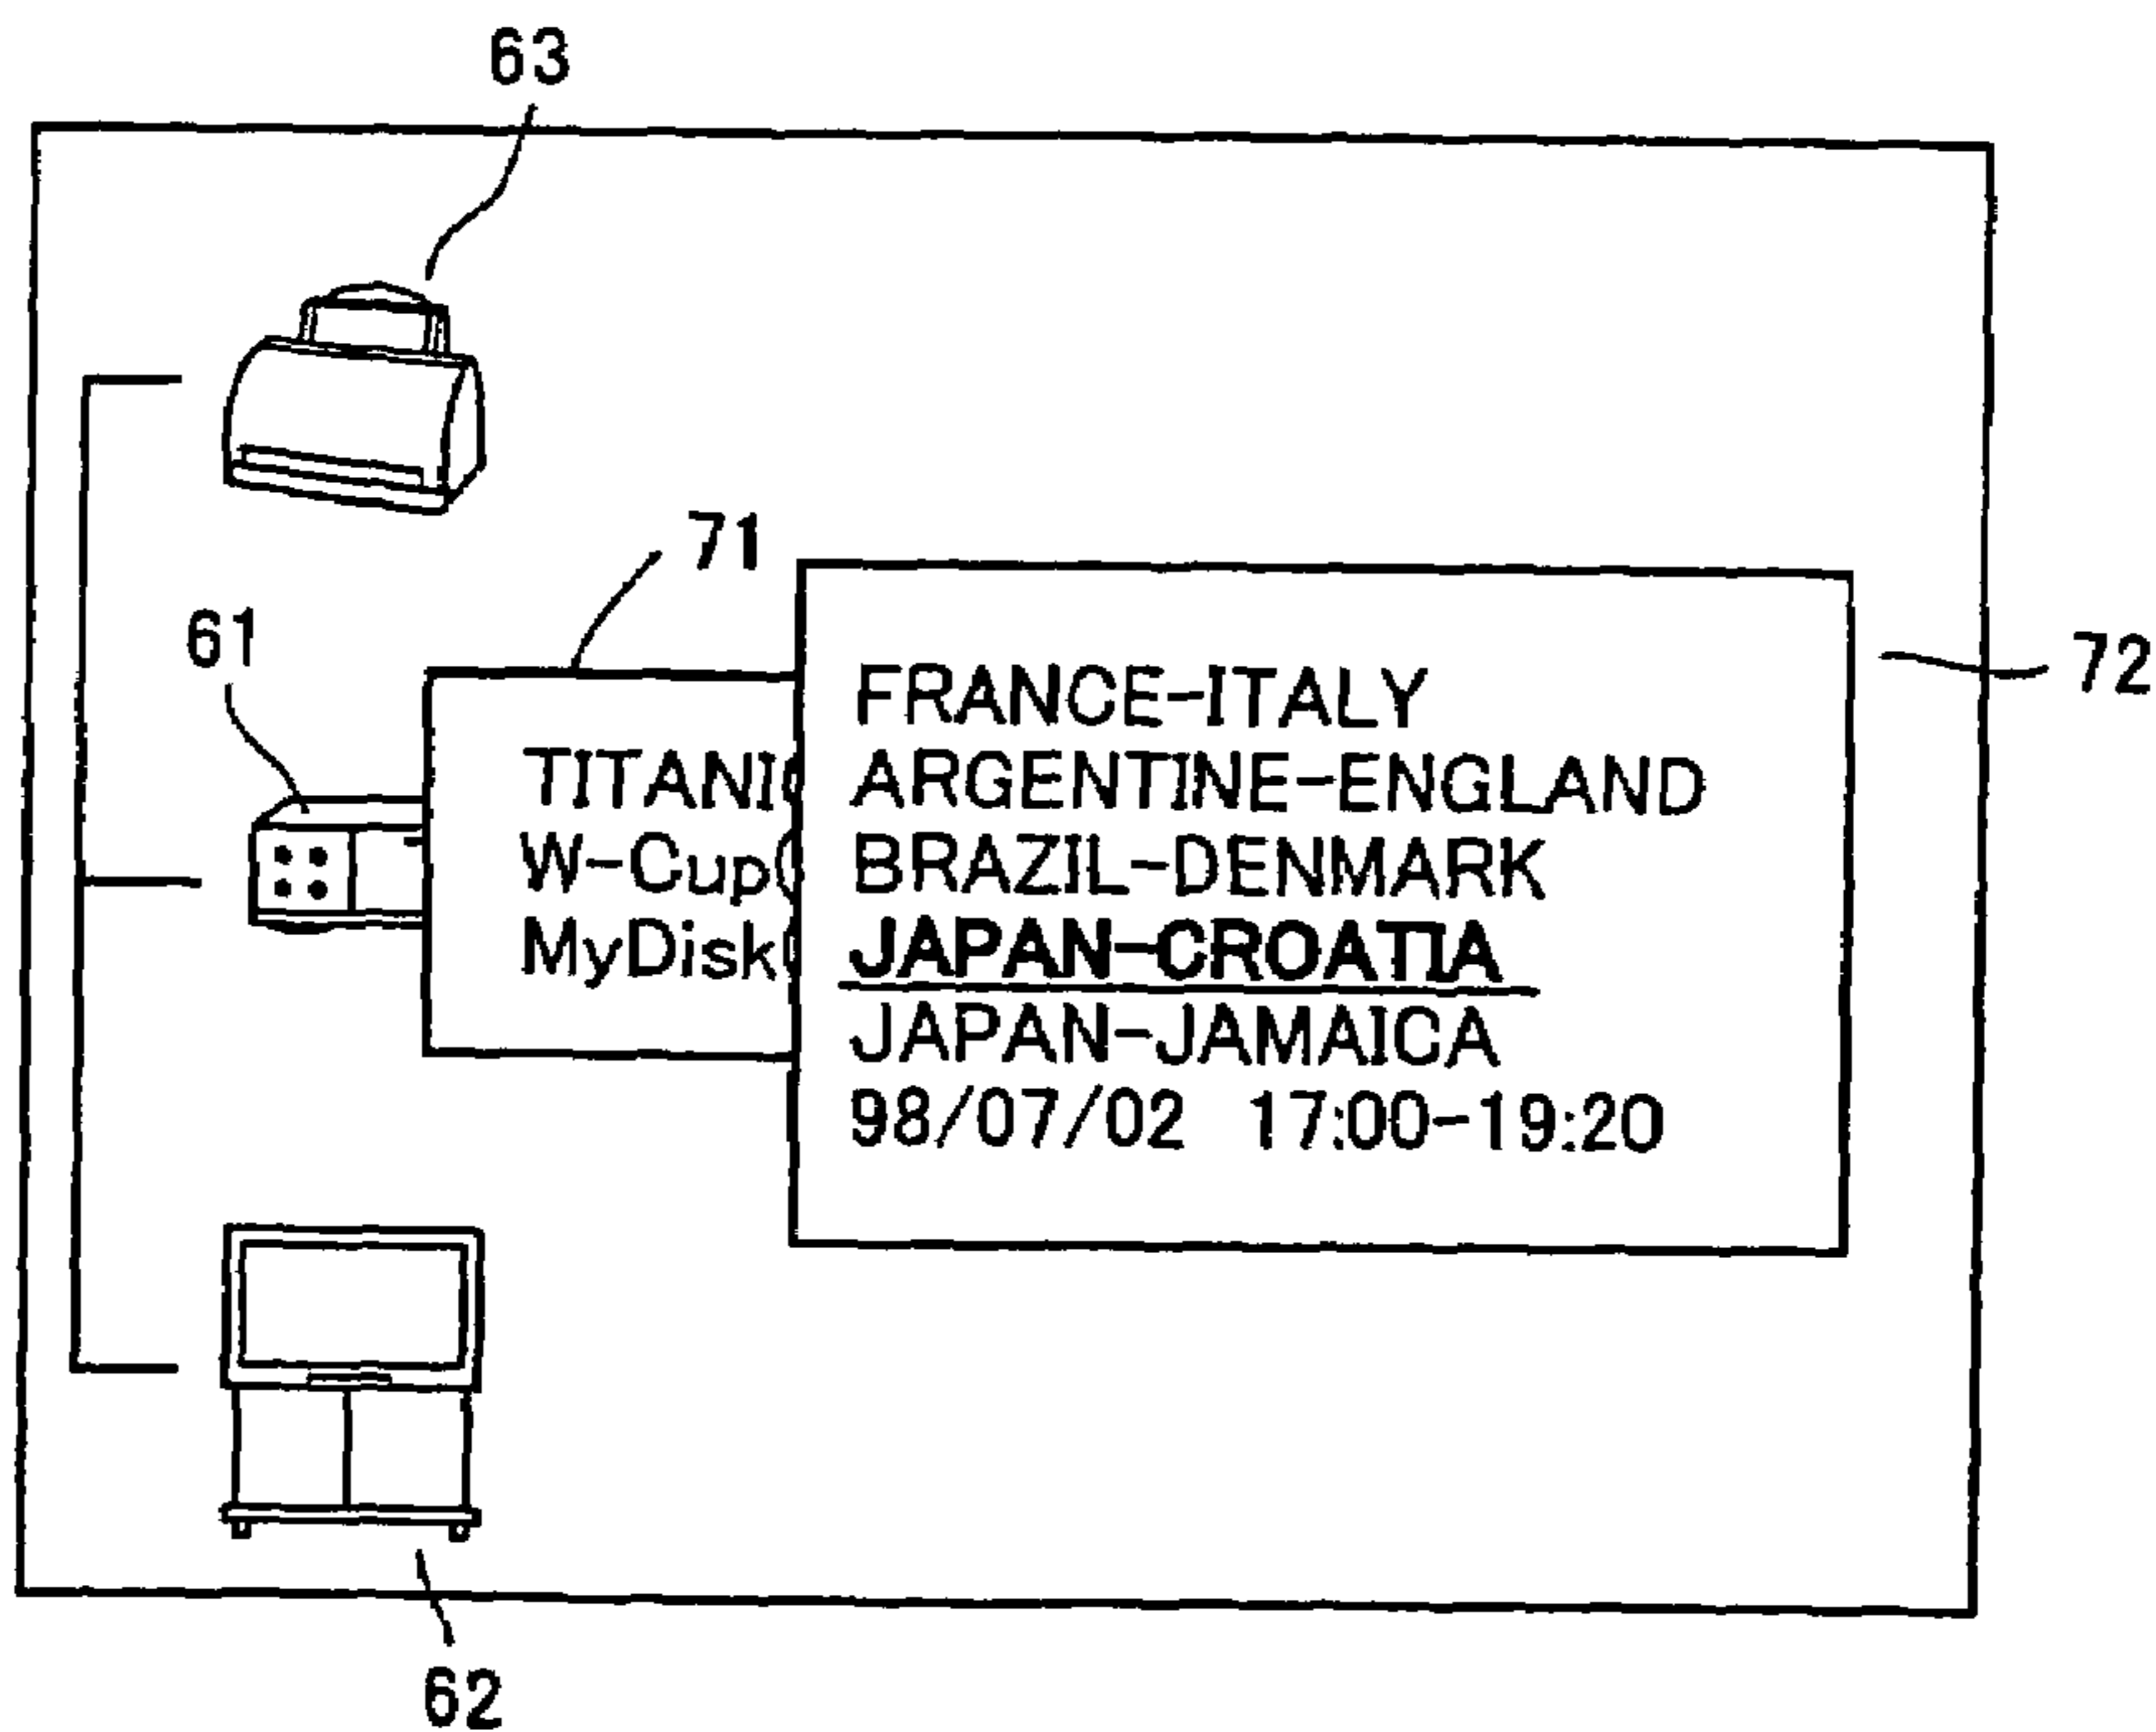 63
71
61
72
TITANI
W-Cup(
MyDisk(
FRANCE-ITALY
ARGENTINE-ENGLAND
BRAZIL-DENMARK
JAPAN-CROATIA
JAPAN-JAMAICA
98/07/02 17:00-19:20
62